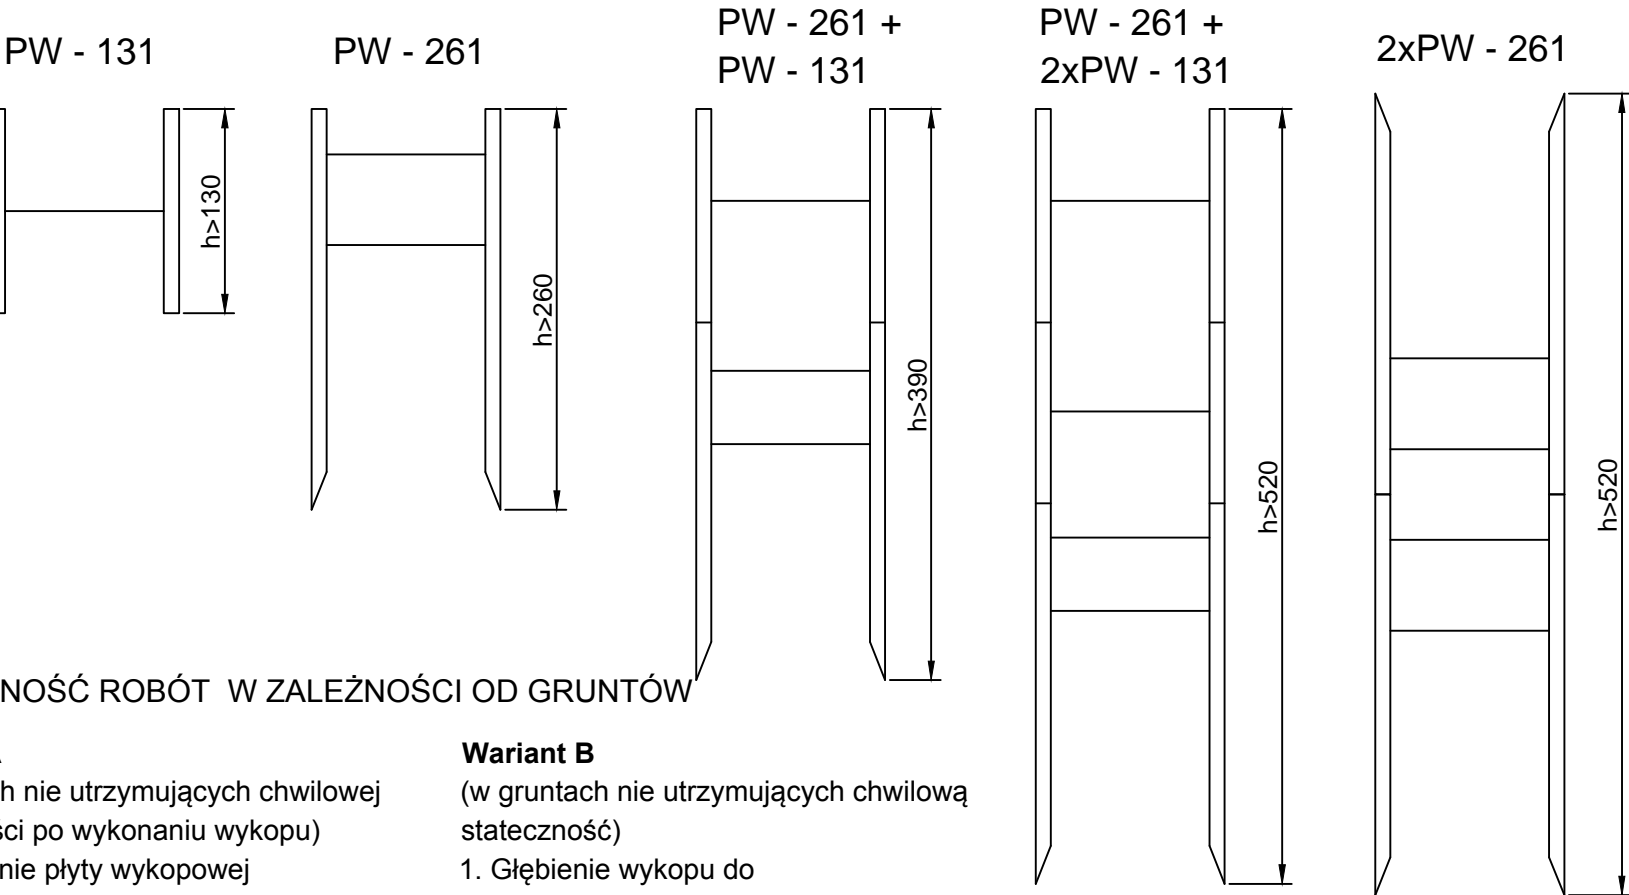 PW - 131
PW - 261
PW - 261 +
PW - 131
PW - 261 +
2xPW - 131
2xPW - 261
h>130
h>260
h>390
h>520
h>520
NOŚĆ ROBÓT W ZALEŻNOŚCI OD GRUNTÓW
h nie utrzymujących chwilowej
ści po wykonaniu wykopu)
nie płyty wykopowej
Wariant B
(w gruntach nie utrzymujących chwilową
stateczność)
1. Głębienie wykopu do